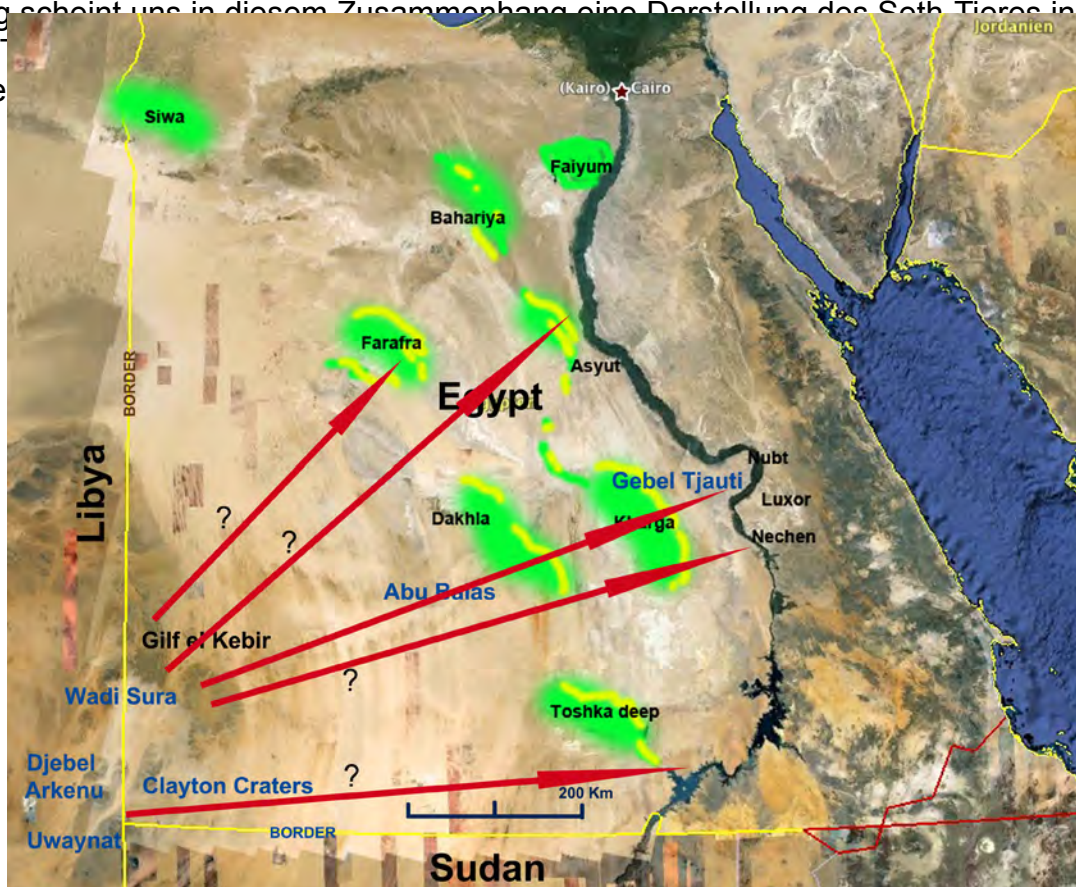 scheint uns in diesem Zusammenhang eine Darstellung des Seth-Tieres in
Jordanien
(Kairo) Cairo
Siwa
Faiyum
Bahariya
Farafra
Asyut
Egypt
BORDER
Libya
Nubt
Gebel Tjauti
Luxor
Kharga
Dakhla
Nechen
?
?
Abu Balas
Gilf el Kebir
?
Wadi Sura
Toshka deep
Djebel
Arkenu
Clayton Craters
?
200 Km
Uwaynat
BORDER
Sudan